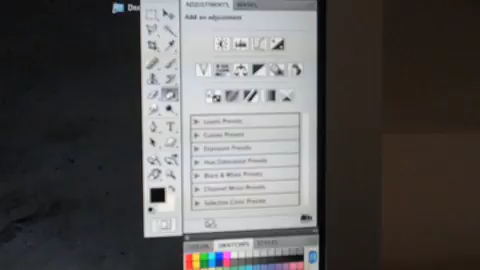 ADJUSTMENTS MASKS
Add an adjustment
Levels Presets
Curves Presets
Exposure Presets
Hue/Saturation Presets
Black & White Presets
Channel Mixer Presets
Selective Color Presets
COLOR SWATCHES STYLES